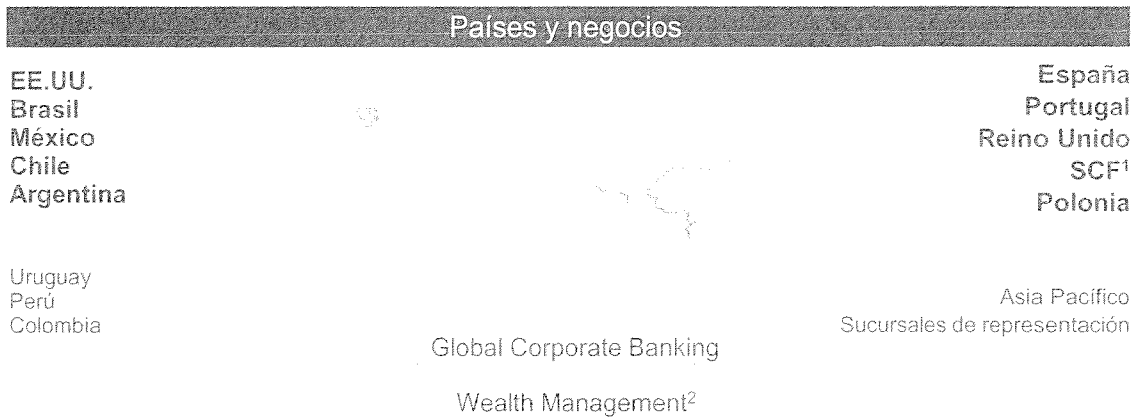 Países y negocios
EE.UU.
Brasil
México
Chile
Argentina
España
Portugal
Reino Unido
SCF¹
Polonia
Uruguay
Perú
Colombia
Asia Pacífico
Sucursales de representación
Global Corporate Banking
Wealth Management²